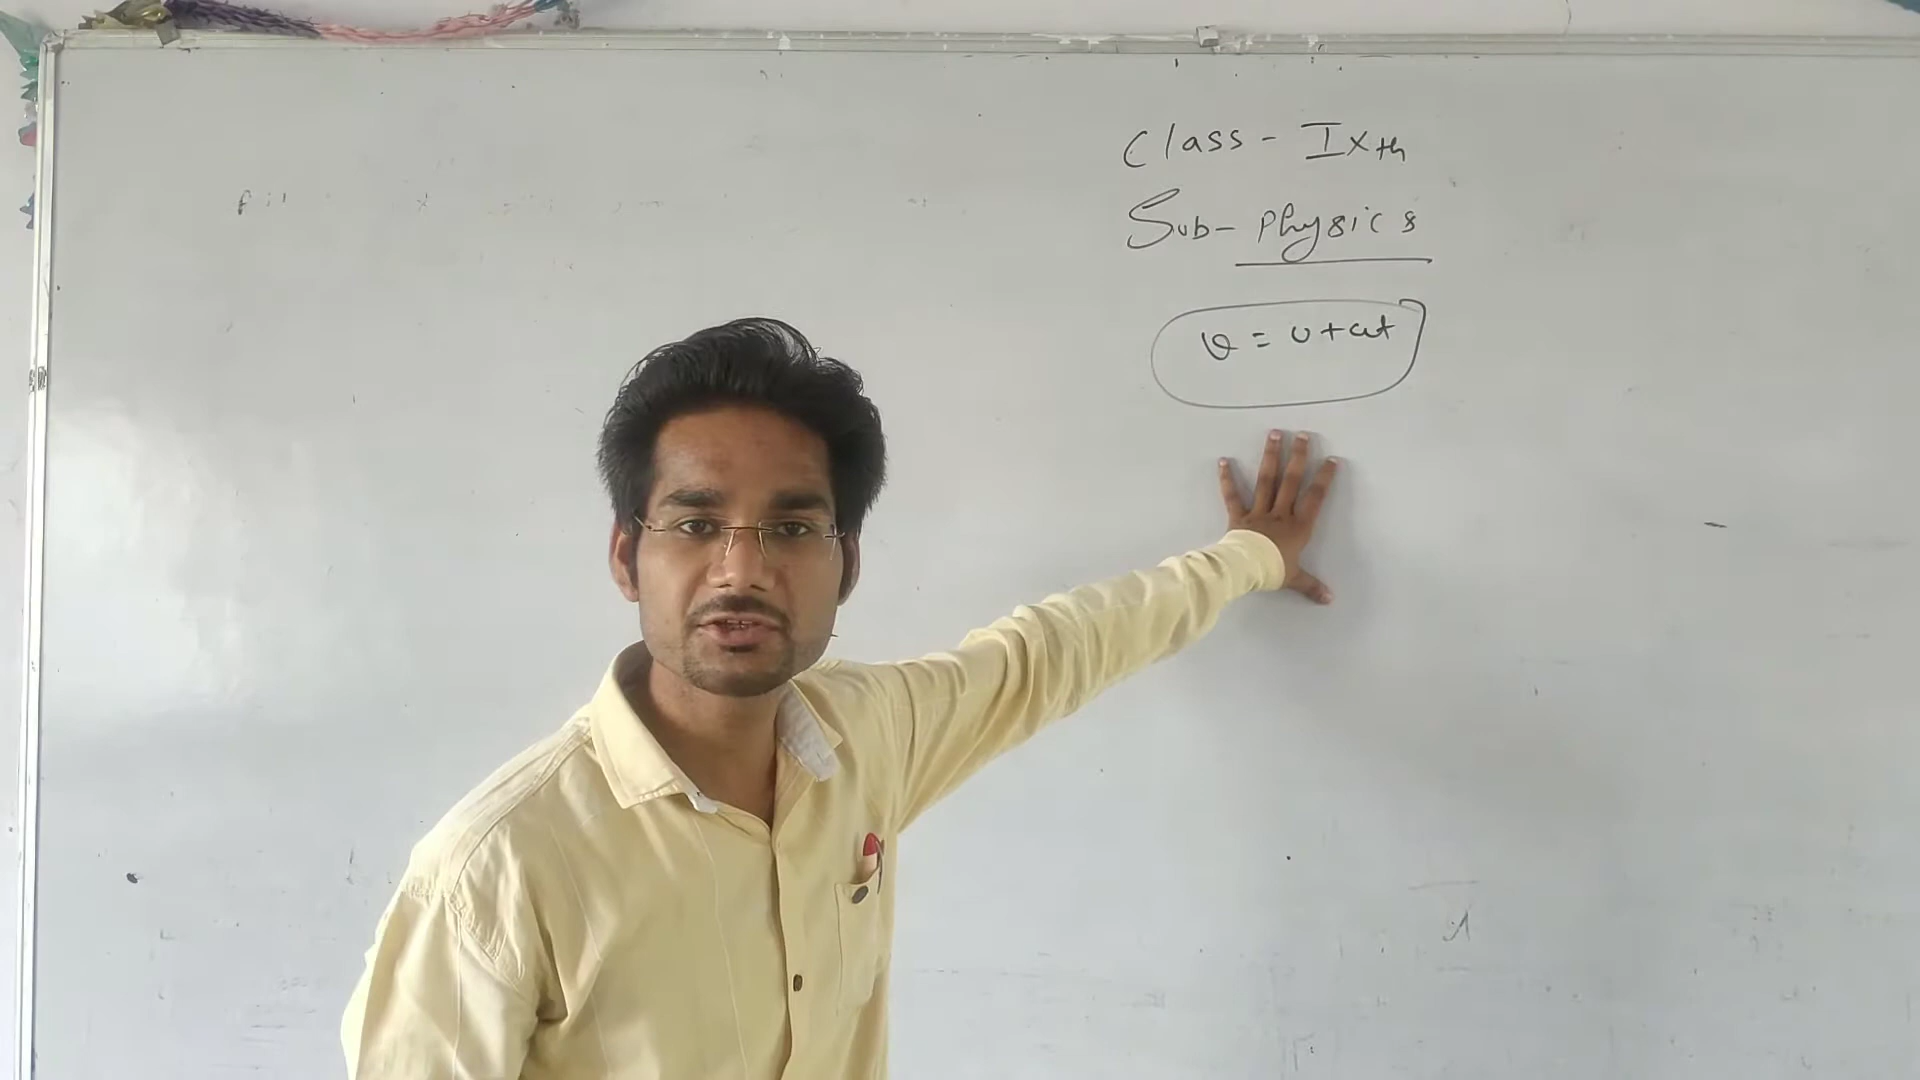 Class - IXth
Sub - Physics
v = u + at